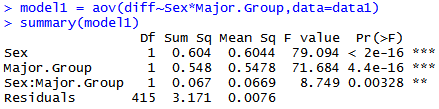 > model1 = aov(diff~Sex*Major.Group,data=data1)
> summary(model1)
Df Sum Sq Mean Sq F value Pr(>F)
Sex 1 0.604 0.6044 79.094 < 2e-16 ***
Major.Group 1 0.548 0.5478 71.684 4.4e-16 ***
Sex:Major.Group 1 0.067 0.0669 8.749 0.00328 **
Residuals 415 3.171 0.0076